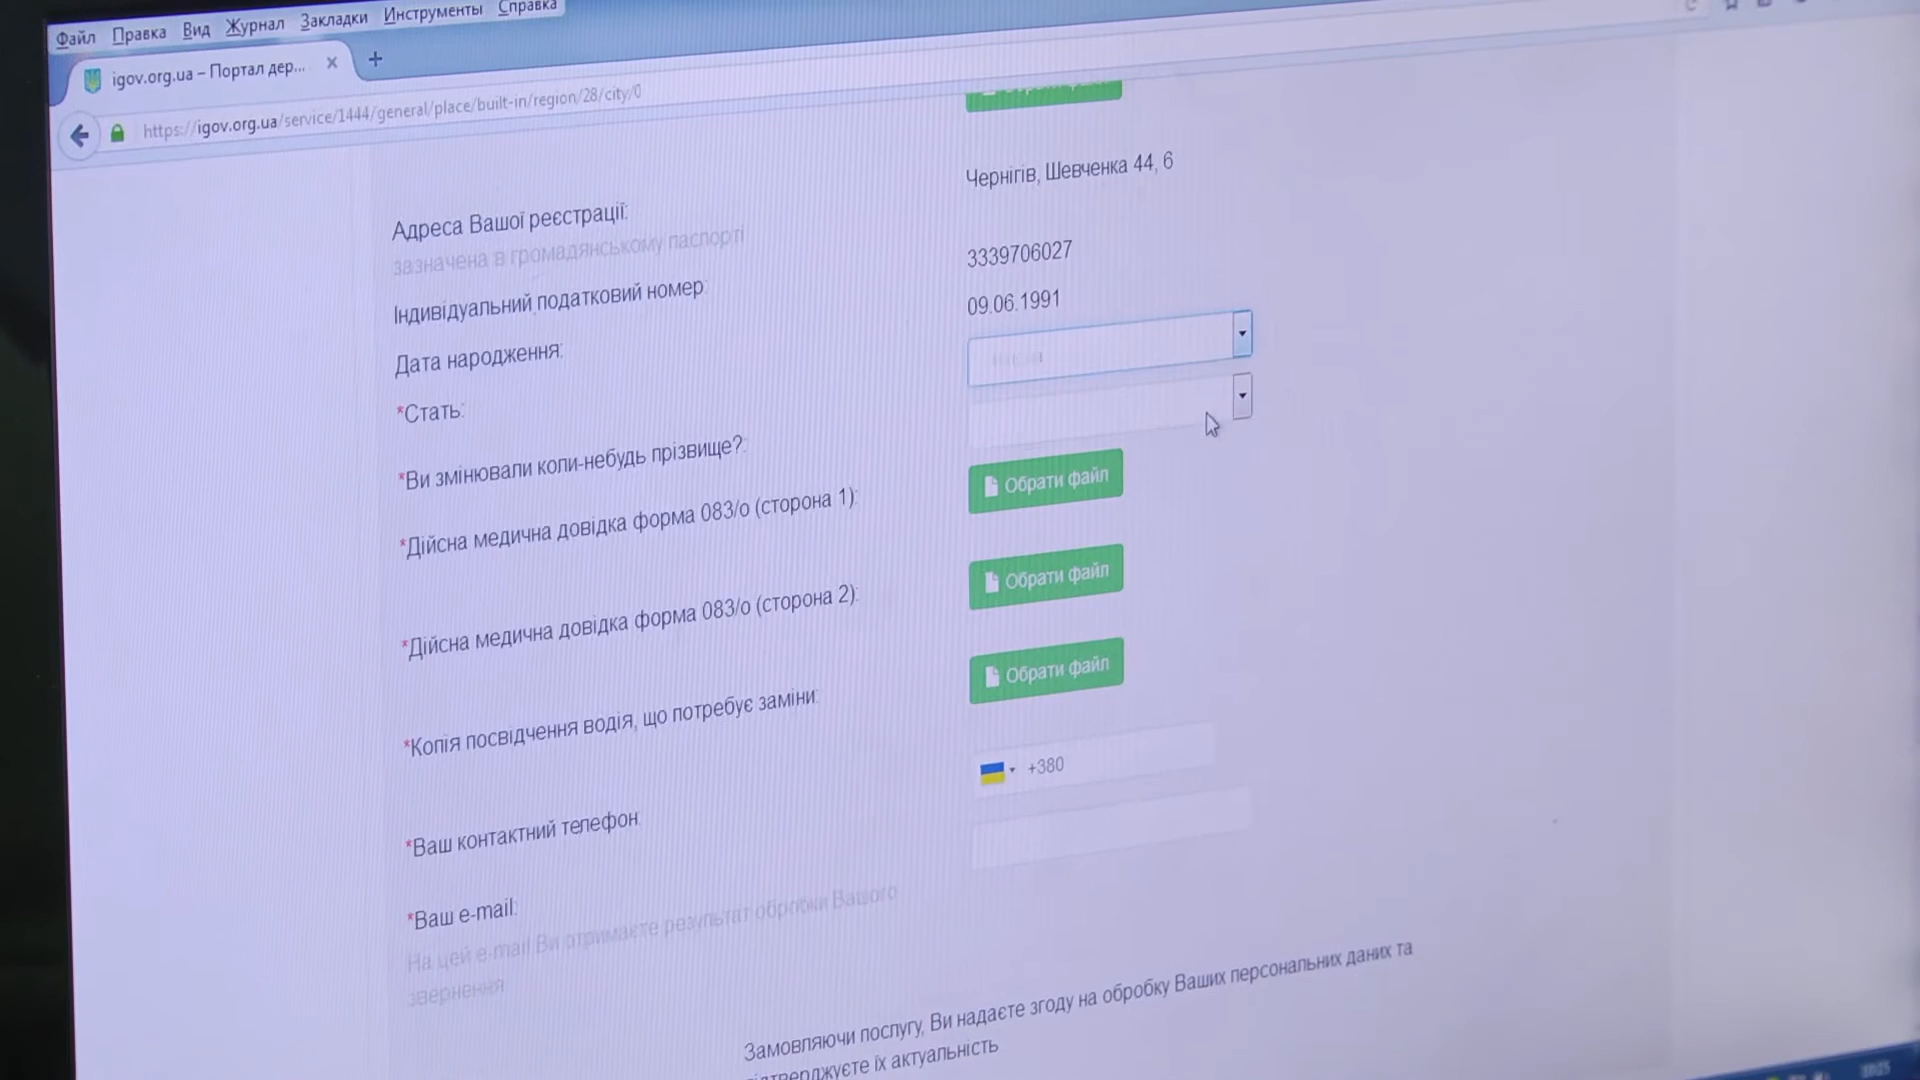 Файл Правка Вид Журнал Закладки Инструменты Справка
igov.org.ua – Портал дер... × +
https://igov.org.ua/service/1444/general/place/built-in/region/28/city/0
Адреса Вашої реєстрації: Чернігів, Шевченка 44, 6
зазначена в громадянському паспорті
Індивідуальний податковий номер: 3339706027
Дата народження: 09.06.1991
*Стать:
*Ви змінювали коли-небудь прізвище?:
*Дійсна медична довідка форма 083/о (сторона 1): Обрати файл
*Дійсна медична довідка форма 083/о (сторона 2): Обрати файл
*Копія посвідчення водія, що потребує заміни: Обрати файл
*Ваш контактний телефон: +380
*Ваш e-mail:
На цей e-mail Ви отримаєте результат обробки Вашого
звернення
Замовляючи послугу, Ви надаєте згоду на обробку Ваших персональних даних та
їх актуальність